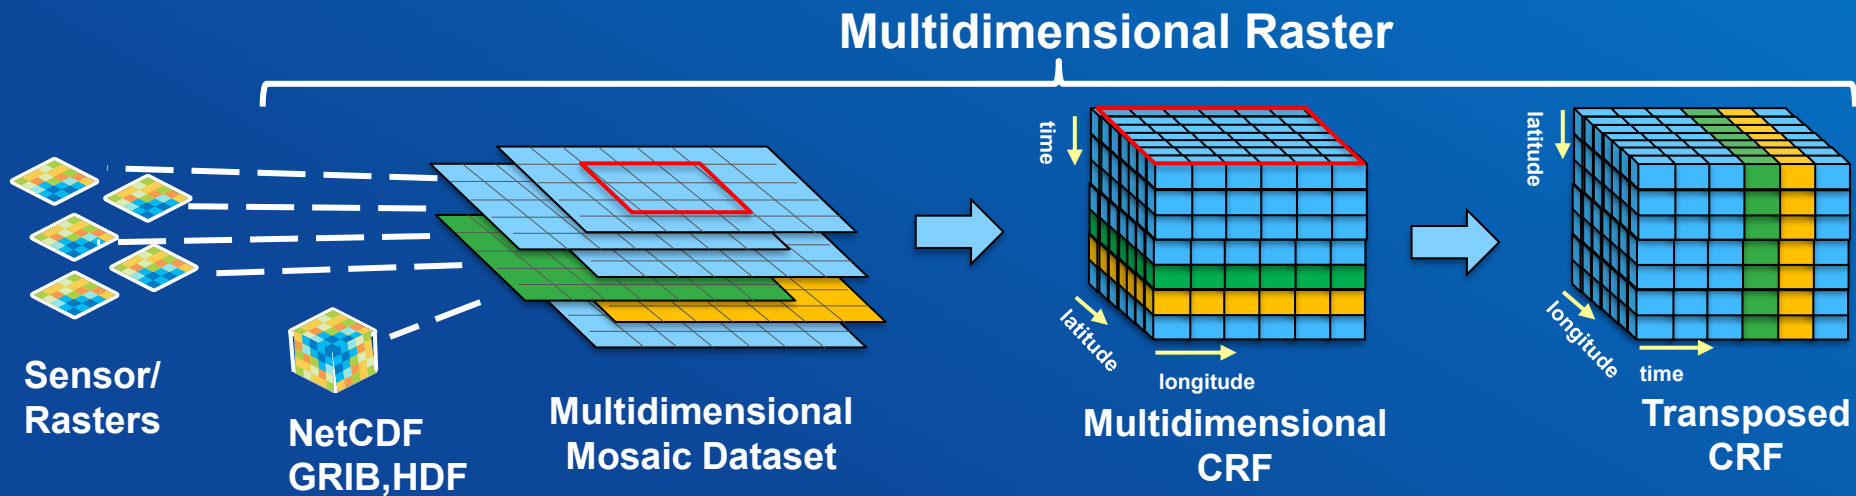 Multidimensional Raster
Sensor/
Rasters
NetCDF
GRIB,HDF
Multidimensional
Mosaic Dataset
time
latitude
longitude
Multidimensional
CRF
latitude
longitude
time
Transposed
CRF